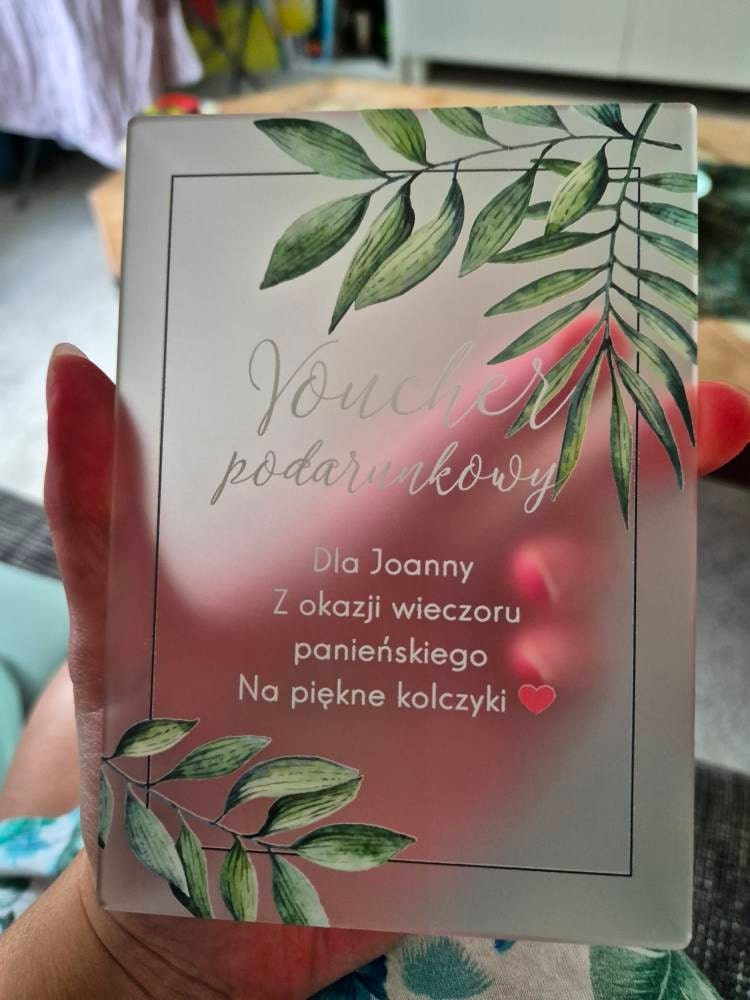 Voucher
podarunkowy
Dla Joanny
Z okazji wieczoru
panieńskiego
Na piękne kolczyki ❤️